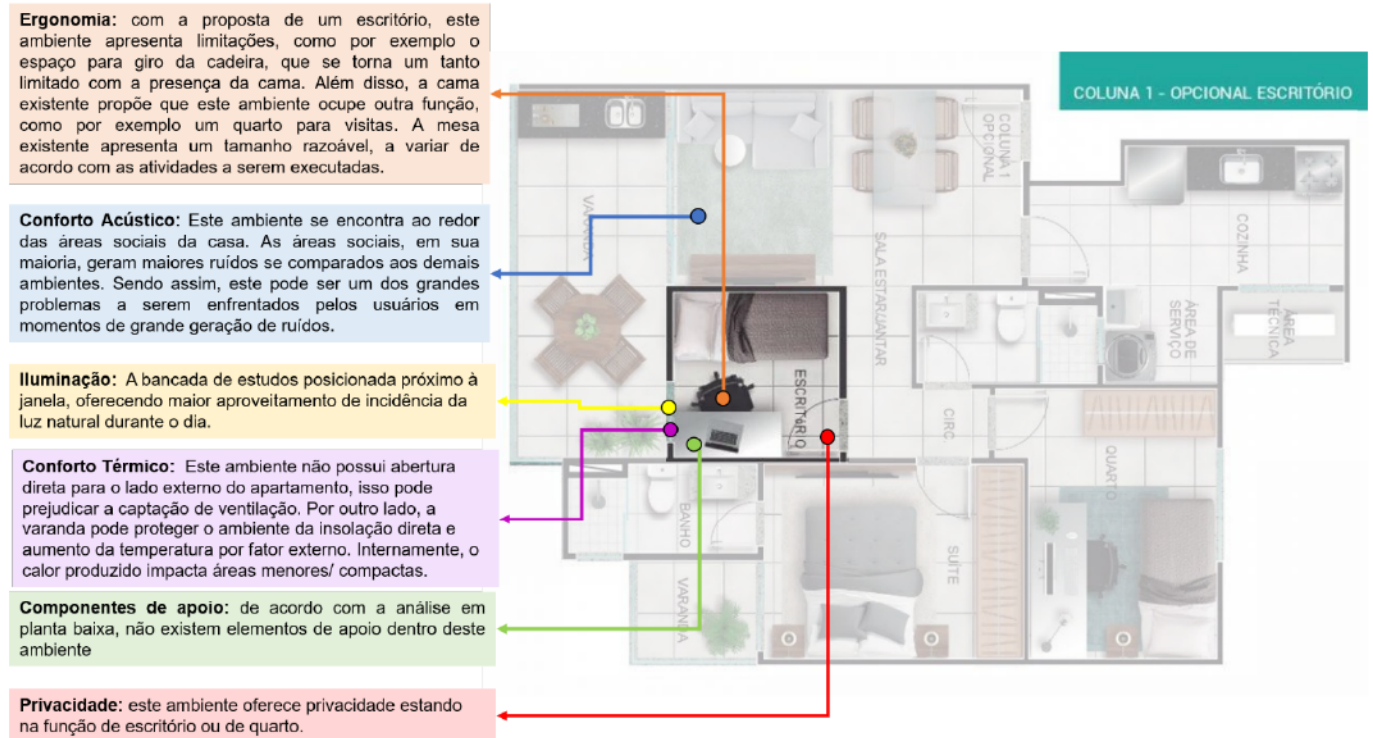 Ergonomia: com a proposta de um escritório, este
ambiente apresenta limitações, como por exemplo o
espaço para giro da cadeira, que se torna um tanto
limitado com a presença da cama. Além disso, a cama
existente propõe que este ambiente ocupe outra função,
como por exemplo um quarto para visitas. A mesa
existente apresenta um tamanho razoável, a variar de
acordo com as atividades a serem executadas.
Conforto Acústico: Este ambiente se encontra ao redor
das áreas sociais da casa. As áreas sociais, em sua
maioria, geram maiores ruídos se comparados aos demais
ambientes. Sendo assim, este pode ser um dos grandes
problemas a serem enfrentados pelos usuários em
momentos de grande geração de ruídos.
Iluminação: A bancada de estudos posicionada próximo à
janela, oferecendo maior aproveitamento de incidência da
luz natural durante o dia.
Conforto Térmico: Este ambiente não possui abertura
direta para o lado externo do apartamento, isso pode
prejudicar a captação de ventilação. Por outro lado, a
varanda pode proteger o ambiente da insolação direta e
aumento da temperatura por fator externo. Internamente, o
calor produzido impacta áreas menores/ compactas.
Componentes de apoio: de acordo com a análise em
planta baixa, não existem elementos de apoio dentro deste
ambiente
Privacidade: este ambiente oferece privacidade estando
na função de escritório ou de quarto.
COLUNA 1 - OPCIONAL ESCRITÓRIO
COLUNA 1
OPCIONAL
VARANDA
SALA ESTAR/JANTAR
COZINHA
ÁREA DE
SERVIÇO
ÁREA
TÉCNICA
ESCRITÓRIO
CIRC.
QUARTO
BANHO
SUÍTE
VARANDA